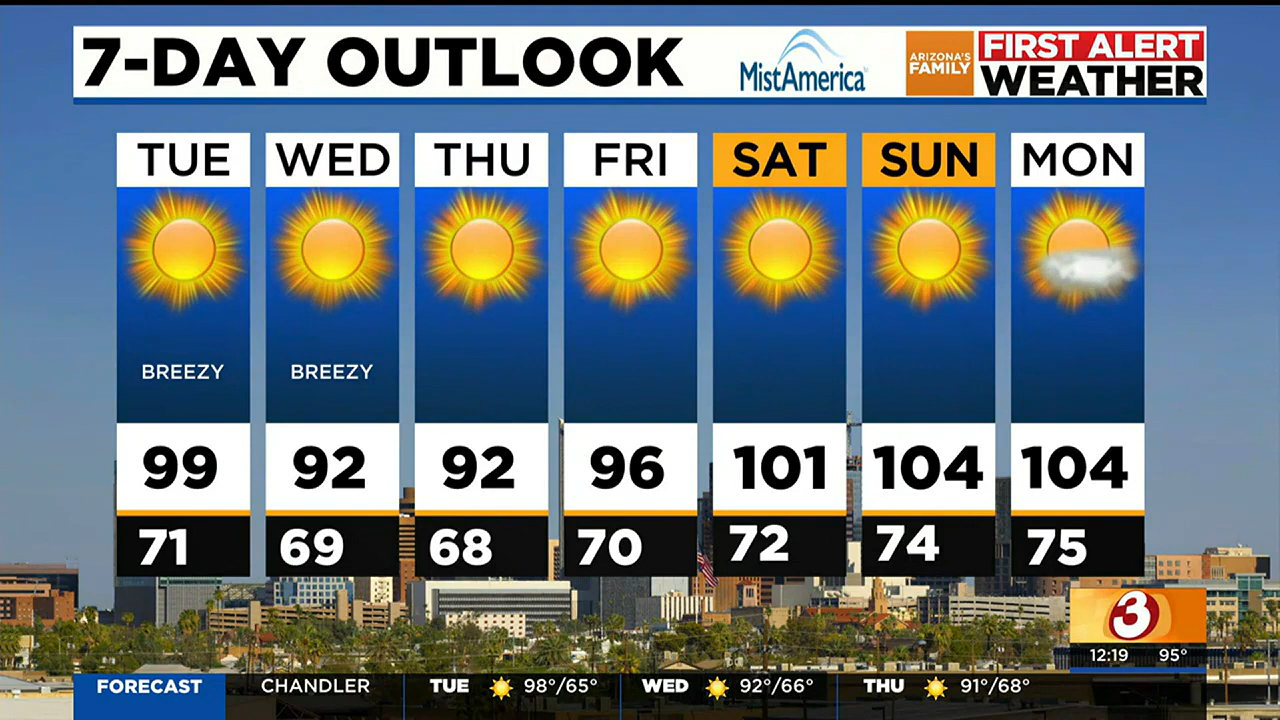 7-DAY OUTLOOK
MistAmerica
ARIZONA'S
FAMILY
FIRST ALERT
WEATHER
TUE WED THU FRI SAT SUN MON
BREEZY BREEZY
99 92 92 96 101 104 104
71 69 68 70 72 74 75
3
12:19 95°
FORECAST CHANDLER TUE 98°/65° WED 92°/66° THU 91°/68°